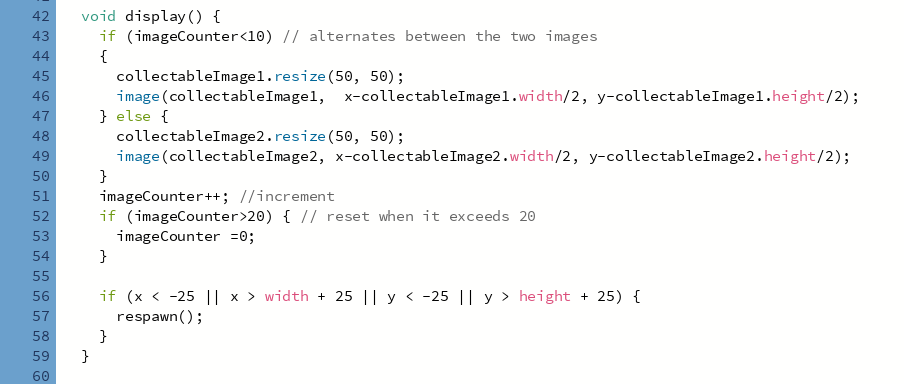 42 void display() {
43 if (imageCounter<10) // alternates between the two images
44 {
45 collectableImage1.resize(50, 50);
46 image(collectableImage1,  x-collectableImage1.width/2, y-collectableImage1.height/2);
47 } else {
48 collectableImage2.resize(50, 50);
49 image(collectableImage2, x-collectableImage2.width/2, y-collectableImage2.height/2);
50 }
51 imageCounter++; //increment
52 if (imageCounter>20) { // reset when it exceeds 20
53 imageCounter =0;
54 }
55
56 if (x < -25 || x > width + 25 || y < -25 || y > height + 25) {
57 respawn();
58 }
59 }
60